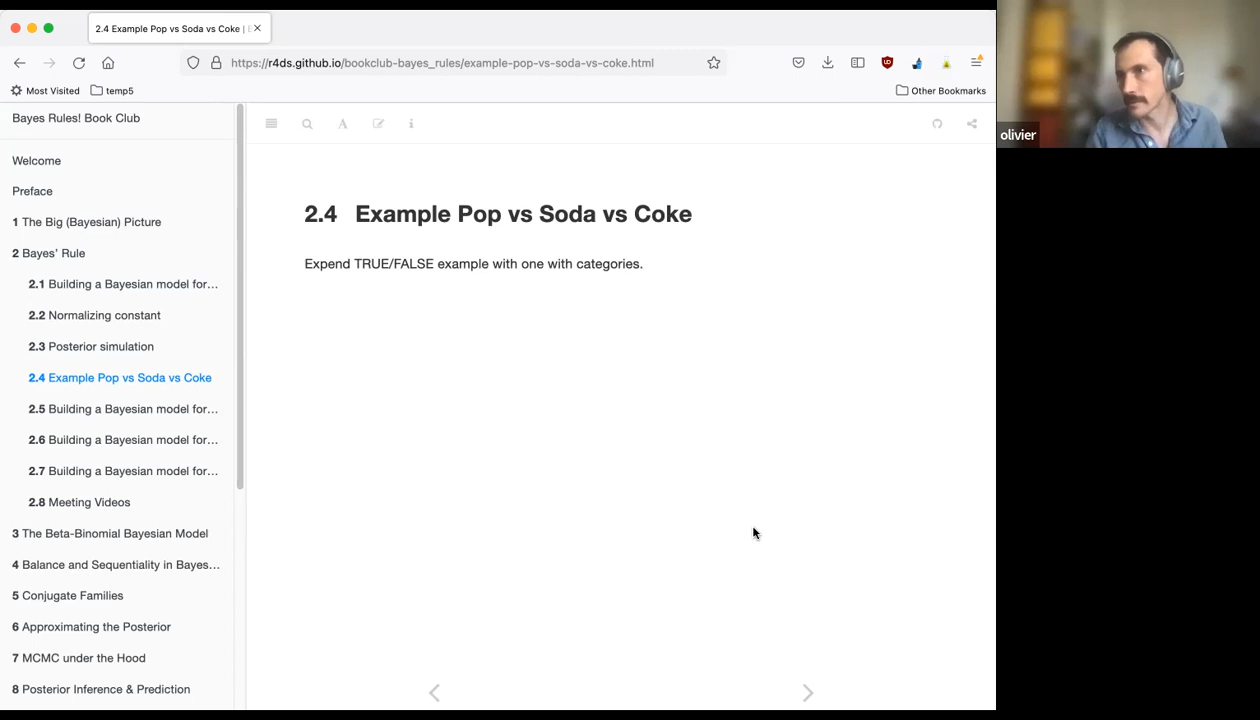 2.4 Example Pop vs Soda vs Coke | E
https://r4ds.github.io/bookclub-bayes_rules/example-pop-vs-soda-vs-coke.html
Most Visited
temp5
Other Bookmarks
Bayes Rules! Book Club
Welcome
Preface
1 The Big (Bayesian) Picture
2 Bayes' Rule
2.1 Building a Bayesian model for...
2.2 Normalizing constant
2.3 Posterior simulation
2.4 Example Pop vs Soda vs Coke
2.5 Building a Bayesian model for...
2.6 Building a Bayesian model for...
2.7 Building a Bayesian model for...
2.8 Meeting Videos
3 The Beta-Binomial Bayesian Model
4 Balance and Sequentiality in Bayes...
5 Conjugate Families
6 Approximating the Posterior
7 MCMC under the Hood
8 Posterior Inference & Prediction
2.4 Example Pop vs Soda vs Coke
Expend TRUE/FALSE example with one with categories.
olivier